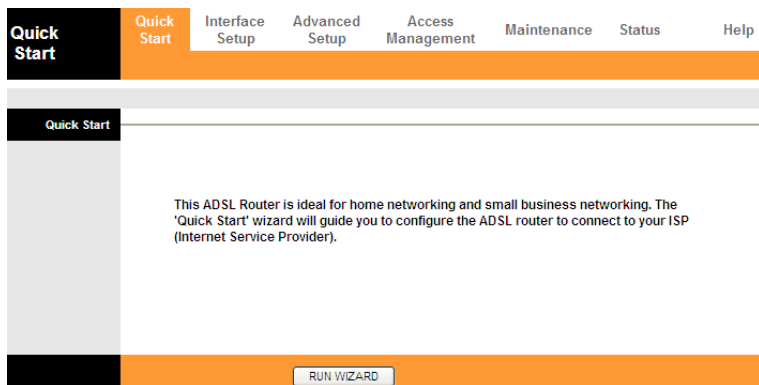 Quick
Start
Quick
Start
Interface
Setup
Advanced
Setup
Access
Management
Maintenance
Status
Help
Quick Start
This ADSL Router is ideal for home networking and small business networking. The
'Quick Start' wizard will guide you to configure the ADSL router to connect to your ISP
(Internet Service Provider).
RUN WIZARD